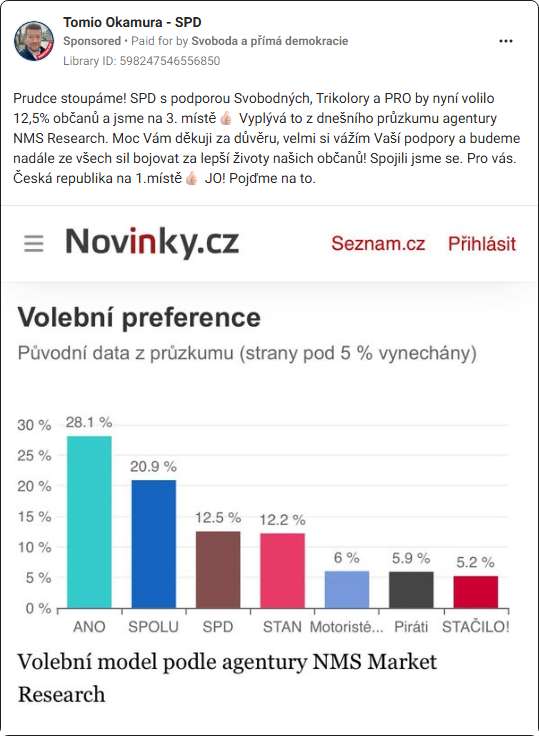 Tomio Okamura - SPD
Sponsored • Paid for by Svoboda a přímá demokracie
Library ID: 598247546556850
Prudce stoupáme! SPD s podporou Svobodných, Trikolory a PRO by nyní volilo
12,5% občanů a jsme na 3. místě👍🏻 Vyplývá to z dnešního průzkumu agentury
NMS Research. Moc Vám děkuji za důvěru, velmi si vážím Vaší podpory a budeme
nadále ze všech sil bojovat za lepší životy našich občanů! Spojili jsme se. Pro vás.
Česká republika na 1.místě👍🏻 JO! Pojďme na to.
Novinky.cz Seznam.cz Přihlásit
Volební preference
Původní data z průzkumu (strany pod 5 % vynechány)
30 % 28.1 %
25 %
20 % 20.9 %
15 % 12.5 % 12.2 %
10 % 6 % 5.9 % 5.2 %
5 %
0 %
ANO SPOLU SPD STAN Motoristé... Piráti STAČILO!
Volební model podle agentury NMS Market
Research